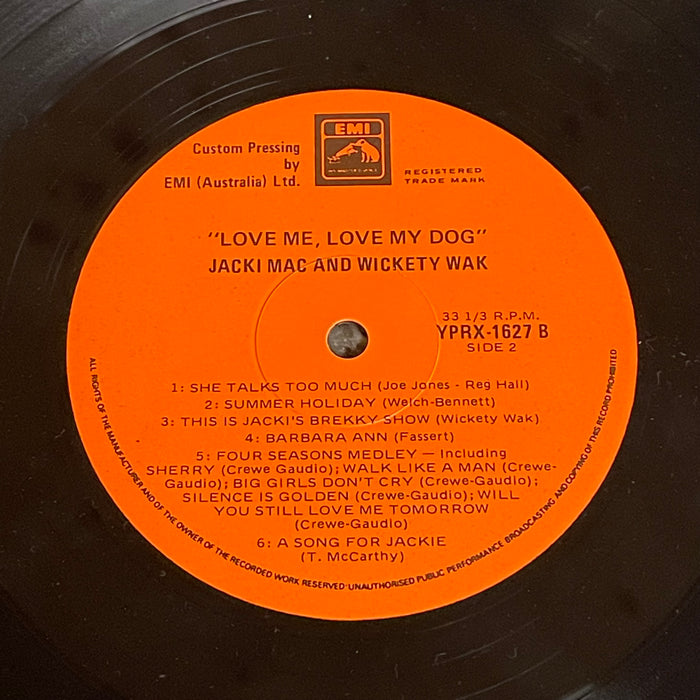 Custom Pressing
by
EMI (Australia) Ltd.
EMI
REGISTERED
TRADE MARK
"LOVE ME, LOVE MY DOG"
JACKI MAC AND WICKETY WAK
33 1/3 R.P.M.
YPRX-1627 B
SIDE 2
1: SHE TALKS TOO MUCH (Joe Jones - Reg Hall)
2: SUMMER HOLIDAY (Welch-Bennett)
3: THIS IS JACKI'S BREKKY SHOW (Wickety Wak)
4: BARBARA ANN (Fassert)
5: FOUR SEASONS MEDLEY — Including
SHERRY (Crewe Gaudio); WALK LIKE A MAN (Crewe-
Gaudio); BIG GIRLS DON'T CRY (Crewe-Gaudio);
SILENCE IS GOLDEN (Crewe-Gaudio); WILL
YOU STILL LOVE ME TOMORROW
(Crewe-Gaudio)
6: A SONG FOR JACKIE
(T. McCarthy)
ALL RIGHTS OF THE MANUFACTURER AND OF THE OWNER OF THE RECORDED WORK RESERVED·UNAUTHORISED PUBLIC PERFORMANCE BROADCASTING AND COPYING OF THIS RECORD PROHIBITED